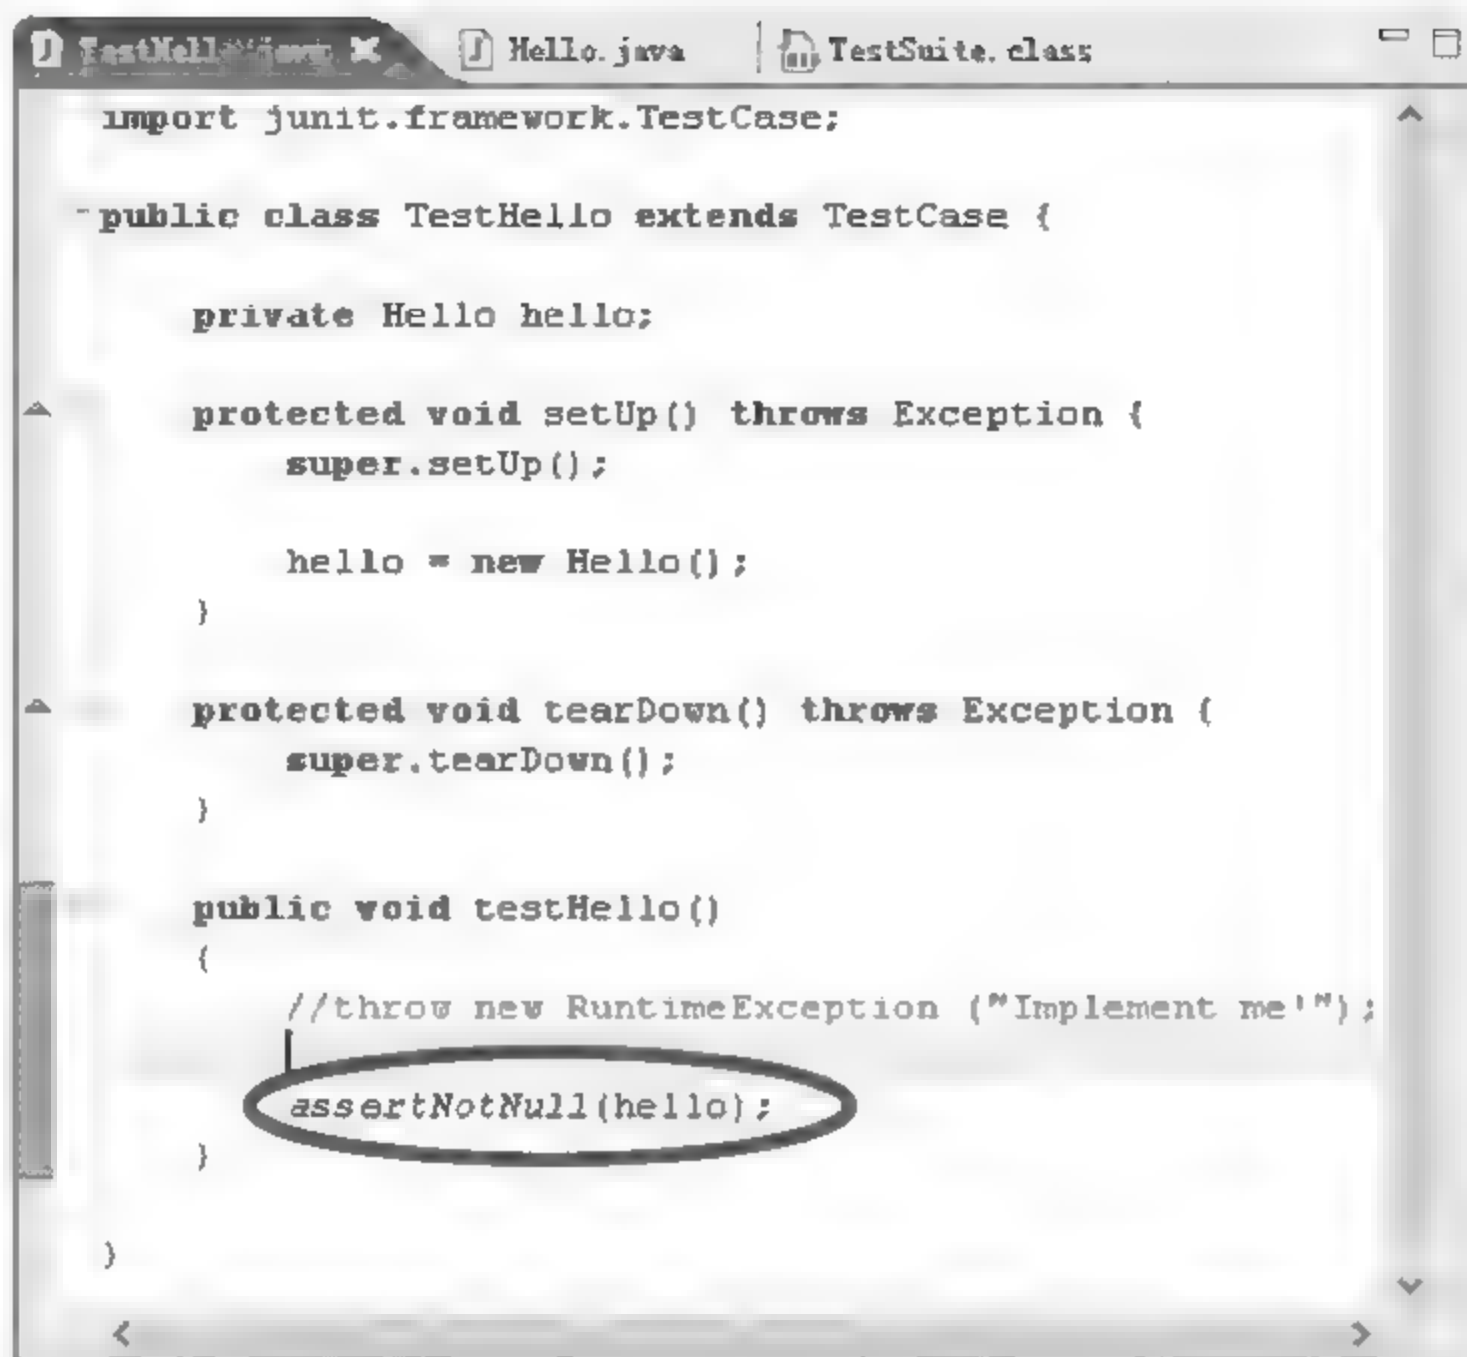 TestHello.java Hello.java TestSuite.class
import junit.framework.TestCase;
public class TestHello extends TestCase {
private Hello hello;
protected void setUp() throws Exception {
super.setUp();
hello = new Hello();
}
protected void tearDown() throws Exception {
super.tearDown();
}
public void testHello()
{
//throw new RuntimeException ("Implement me!");
assertNotNull(hello);
}
}